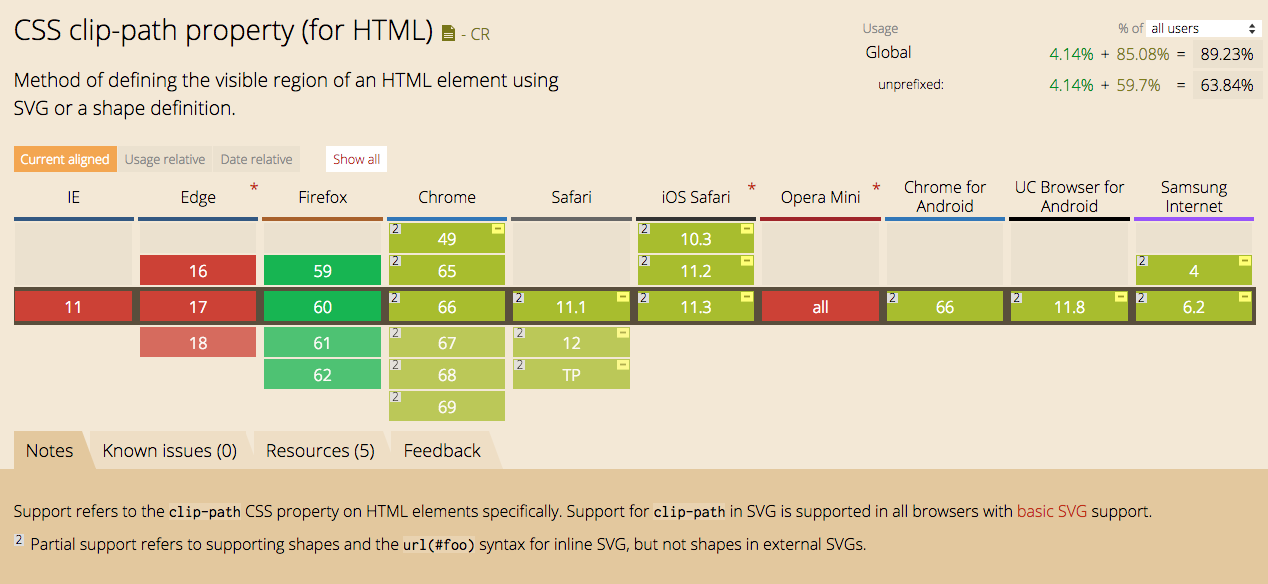 CSS clip-path property (for HTML) - CR
Usage % of all users
Global 4.14% + 85.08% = 89.23%
unprefixed: 4.14% + 59.7% = 63.84%
Method of defining the visible region of an HTML element using
SVG or a shape definition.
Current aligned Usage relative Date relative Show all
IE Edge * Firefox Chrome Safari iOS Safari * Opera Mini * Chrome for Android UC Browser for Android Samsung Internet
2 49 - 2 10.3 -
16 59 2 65 2 11.2 - 2 4 -
11 17 60 2 66 2 11.1 - 2 11.3 - all 2 66 2 11.8 - 2 6.2 -
18 61 2 67 2 12 -
62 2 68 2 TP -
2 69
Notes Known issues (0) Resources (5) Feedback
Support refers to the clip-path CSS property on HTML elements specifically. Support for clip-path in SVG is supported in all browsers with basic SVG support.
2 Partial support refers to supporting shapes and the url(#foo) syntax for inline SVG, but not shapes in external SVGs.